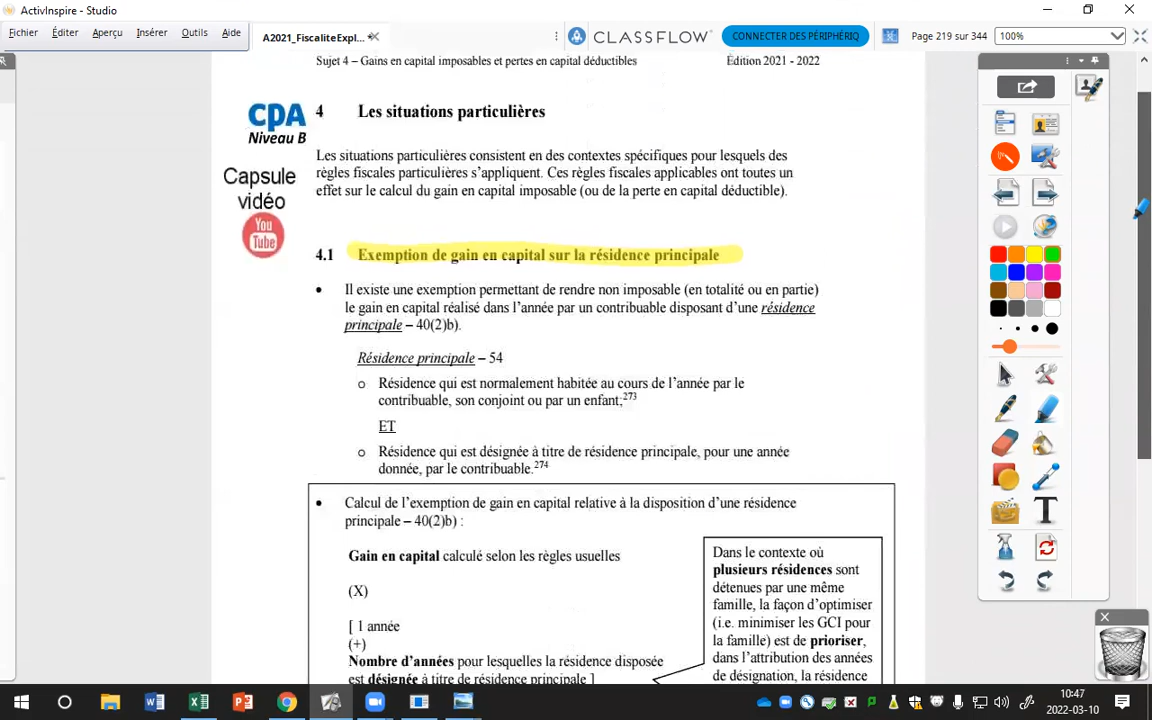 ActivInspire - Studio
Fichier Éditer Aperçu Insérer Outils Aide
A2021_FiscaliteExpl...
CLASSFLOW
CONNECTER DES PÉRIPHÉRIQ
Page 219 sur 344
100%
Sujet 4 – Gains en capital imposables et pertes en capital déductibles Édition 2021 - 2022
CPA
Niveau B
4 Les situations particulières
Les situations particulières consistent en des contextes spécifiques pour lesquels des
règles fiscales particulières s’appliquent. Ces règles fiscales applicables ont toutes un
effet sur le calcul du gain en capital imposable (ou de la perte en capital déductible).
Capsule
vidéo
You
Tube
4.1 Exemption de gain en capital sur la résidence principale
• Il existe une exemption permettant de rendre non imposable (en totalité ou en partie)
le gain en capital réalisé dans l’année par un contribuable disposant d’une résidence
principale – 40(2)b).
Résidence principale – 54
o Résidence qui est normalement habitée au cours de l’année par le
contribuable, son conjoint ou par un enfant;273
ET
o Résidence qui est désignée à titre de résidence principale, pour une année
donnée, par le contribuable.274
• Calcul de l’exemption de gain en capital relative à la disposition d’une résidence
principale – 40(2)b) :
Gain en capital calculé selon les règles usuelles
(X)
[ 1 année
(+)
Nombre d’années pour lesquelles la résidence disposée
est désignée à titre de résidence principale ]
Dans le contexte où
plusieurs résidences sont
détenues par une même
famille, la façon d’optimiser
(i.e. minimiser les GCI pour
la famille) est de prioriser,
dans l’attribution des années
de désignation, la résidence
10:47
2022-03-10